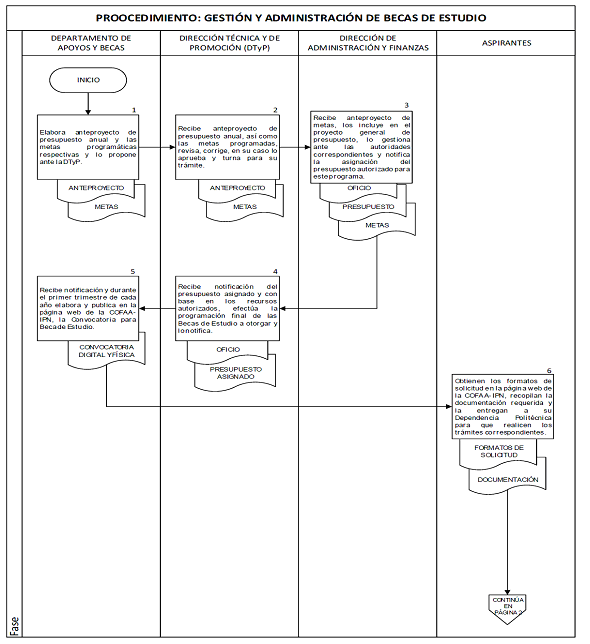 PROOCEDIMIENTO: GESTIÓN Y ADMINISTRACIÓN DE BECAS DE ESTUDIO
DEPARTAMENTO DE
APOYOS Y BECAS
DIRECCIÓN TÉCNICA Y DE
PROMOCIÓN (DTyP)
DIRECCIÓN DE
ADMINISTRACIÓN Y FINANZAS
ASPIRANTES
INICIO
1
Elabora anteproyecto de
presupuesto anual y las
metas programáticas
respectivas y lo propone
ante la DTyP.
ANTEPROYECTO
METAS
2
Recibe anteproyecto de
presupuesto anual, así como
las metas programadas,
revisa, corrige, en su caso lo
aprueba y turna para su
trámite.
ANTEPROYECTO
METAS
3
Recibe anteproyecto de
metas, los incluye en el
proyecto general de
presupuesto, lo gestiona
ante las autoridades
correspondientes y notifica
la asignación del
presupuesto autorizado para
este programa.
OFICIO
PRESUPUESTO
METAS
4
Recibe notificación del
presupuesto asignado y con
base en los recursos
autorizados, efectúa la
programación final de las
Becas de Estudio a otorgar y
lo notifica.
OFICIO
PRESUPUESTO
ASIGNADO
5
Recibe notificación y durante
el primer trimestre de cada
año elabora y publica en la
página web de la COFAA-
IPN, la Convocatoria para
Beca de Estudio.
CONVOCATORIA
DIGITAL Y FÍSICA
6
Obtienen los formatos de
solicitud en la página web de
la COFAA- IPN, recopilan la
documentación requerida y
la entregan a su
Dependencia Politécnica
para que realicen los
trámites correspondientes.
FORMATOS DE
SOLICITUD
DOCUMENTACIÓN
CONTINÚA
EN
PÁGINA 2
Fase